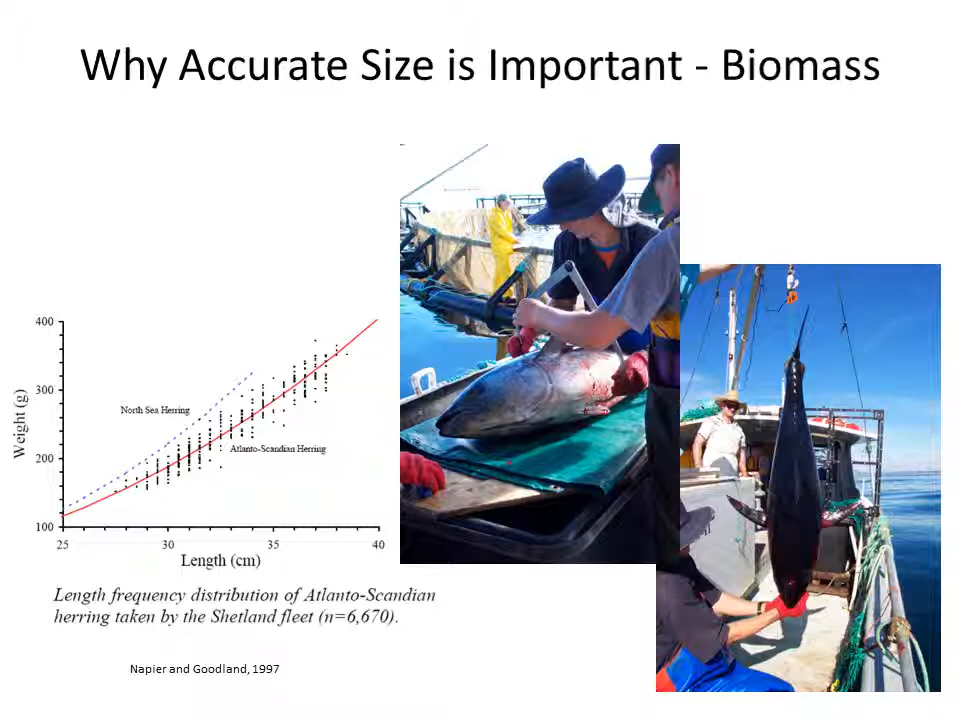 Why Accurate Size is Important - Biomass
400
300
200
100
Weight (g)
North Sea Herring
Atlanto-Scandian Herring
25
30
35
40
Length (cm)
Length frequency distribution of Atlanto-Scandian
herring taken by the Shetland fleet (n=6,670).
Napier and Goodland, 1997